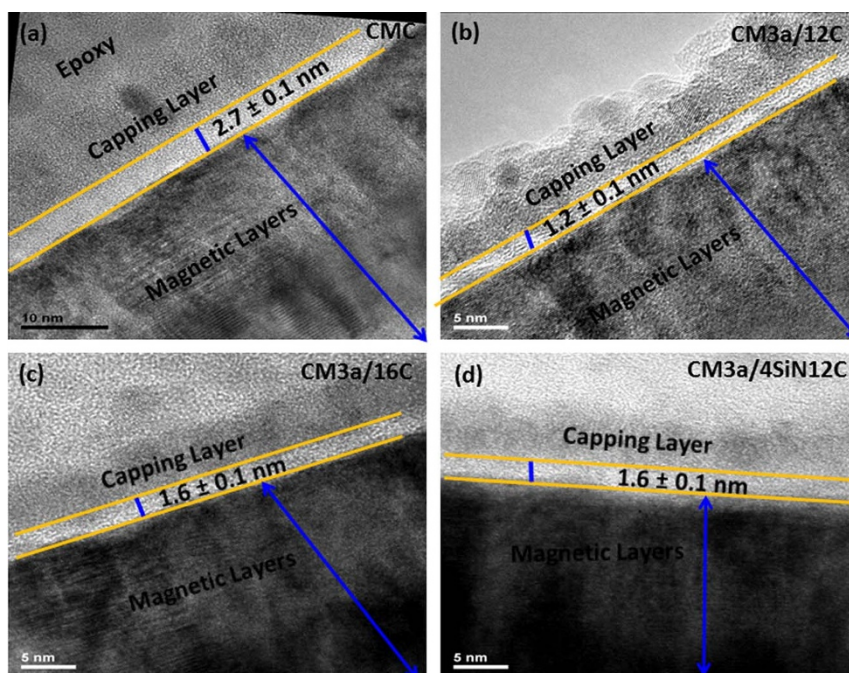 (a)
CMC
Epoxy
Capping Layer
2.7 ± 0.1 nm
Magnetic Layers
10 nm
(b)
CM3a/12C
Capping Layer
1.2 ± 0.1 nm
Magnetic Layers
5 nm
(c)
CM3a/16C
Capping Layer
1.6 ± 0.1 nm
Magnetic Layers
5 nm
(d)
CM3a/4SiN12C
Capping Layer
1.6 ± 0.1 nm
Magnetic Layers
5 nm